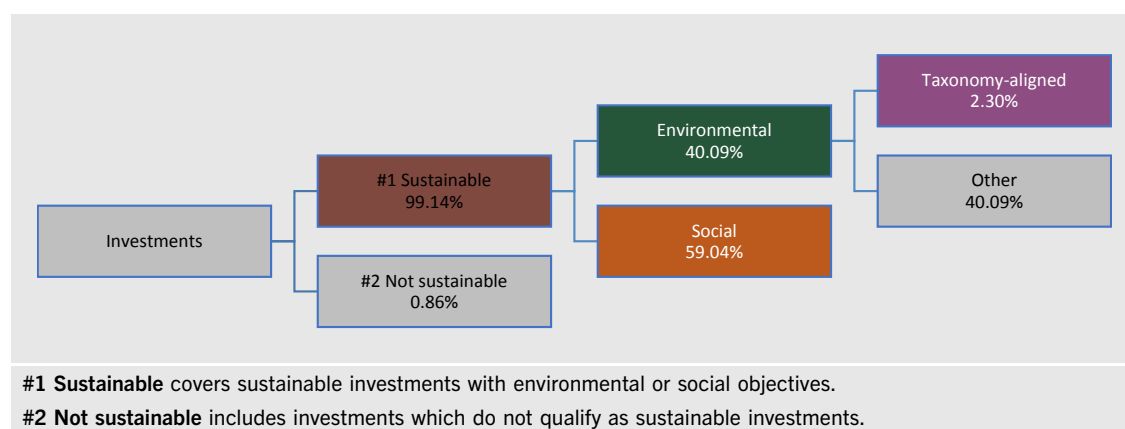 Investments
#1 Sustainable
99.14%
#2 Not sustainable
0.86%
Environmental
40.09%
Social
59.04%
Taxonomy-aligned
2.30%
Other
40.09%
#1 Sustainable covers sustainable investments with environmental or social objectives.
#2 Not sustainable includes investments which do not qualify as sustainable investments.